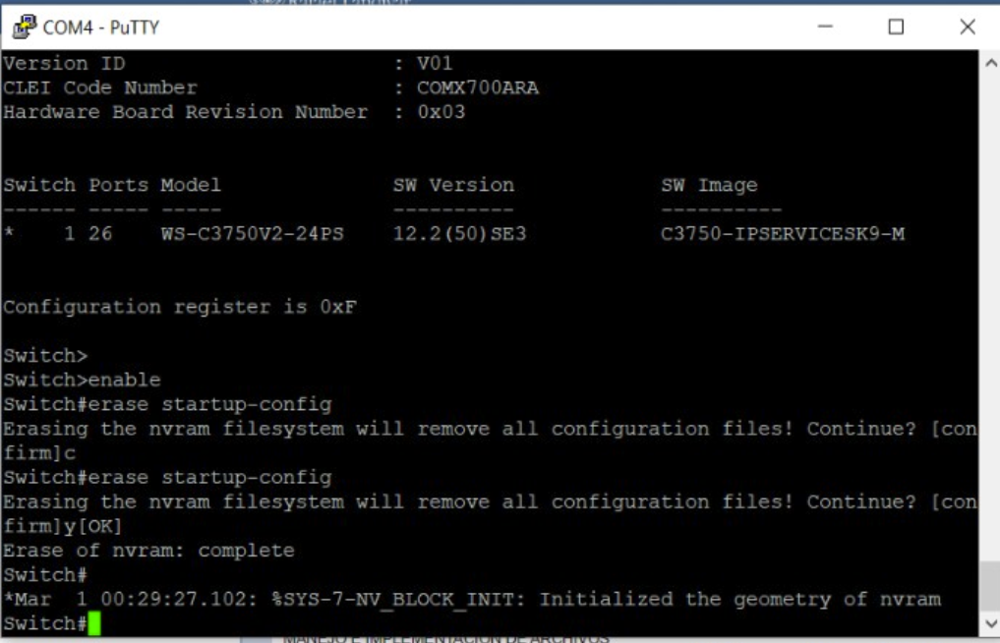 COM4 - PuTTY
Version ID : V01
CLEI Code Number : COMX700ARA
Hardware Board Revision Number : 0x03
Switch Ports Model SW Version SW Image
------ ----- ----- ---------- ----------
* 1 26 WS-C3750V2-24PS 12.2(50)SE3 C3750-IPSERVICESK9-M
Configuration register is 0xF
Switch>
Switch>enable
Switch#erase startup-config
Erasing the nvram filesystem will remove all configuration files! Continue? [con
firm]c
Switch#erase startup-config
Erasing the nvram filesystem will remove all configuration files! Continue? [con
firm]y[OK]
Erase of nvram: complete
Switch#
*Mar 1 00:29:27.102: %SYS-7-NV_BLOCK_INIT: Initialized the geometry of nvram
Switch#
MANEJO E IMPLEMENTACION DE ARCHIVOS